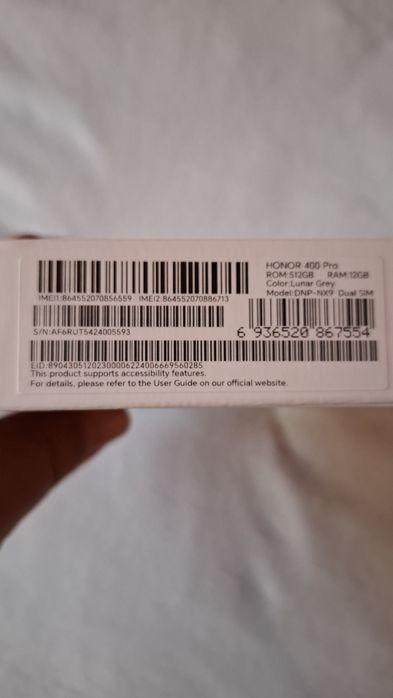 HONOR 400 Pro
ROM:512GB RAM:12GB
Color:Lunar Grey
Model:DNP-NX9 Dual SIM
IMEI1:864552070856559 IMEI2:864552070886713
S/N:AF6RUT5424005593
6 936520 867554
EID:89043051202300006224006669560285
This product supports accessibility features.
For details, please refer to the User Guide on our official website.